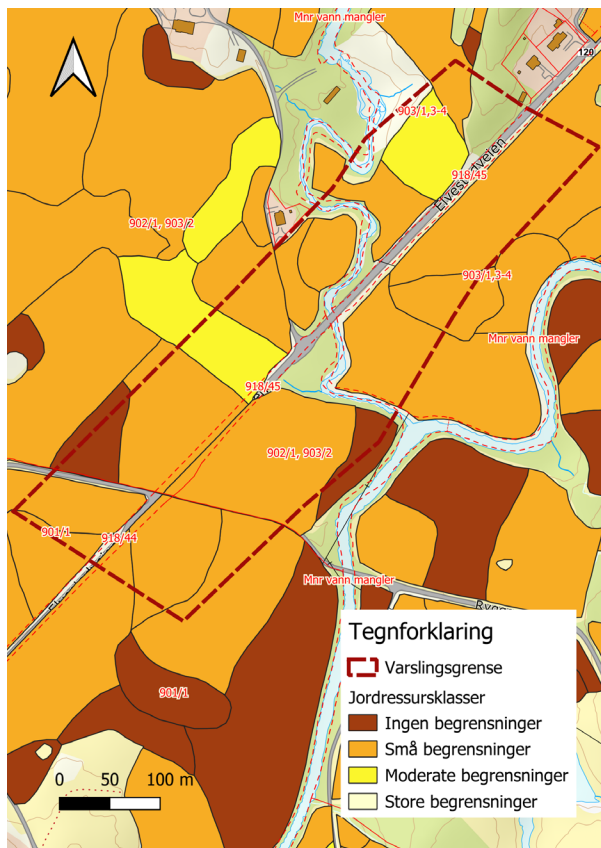 Mnr vann mangler
120
903/1,3-4
918/45
902/1, 903/2
903/1,3-4
Mnr vann mangler
918/45
902/1, 903/2
901/1
918/44
Mnr vann mangler
901/1
Tegnforklaring
Varslingsgrense
Jordressursklasser
Ingen begrensninger
Små begrensninger
Moderate begrensninger
Store begrensninger
0 50 100 m